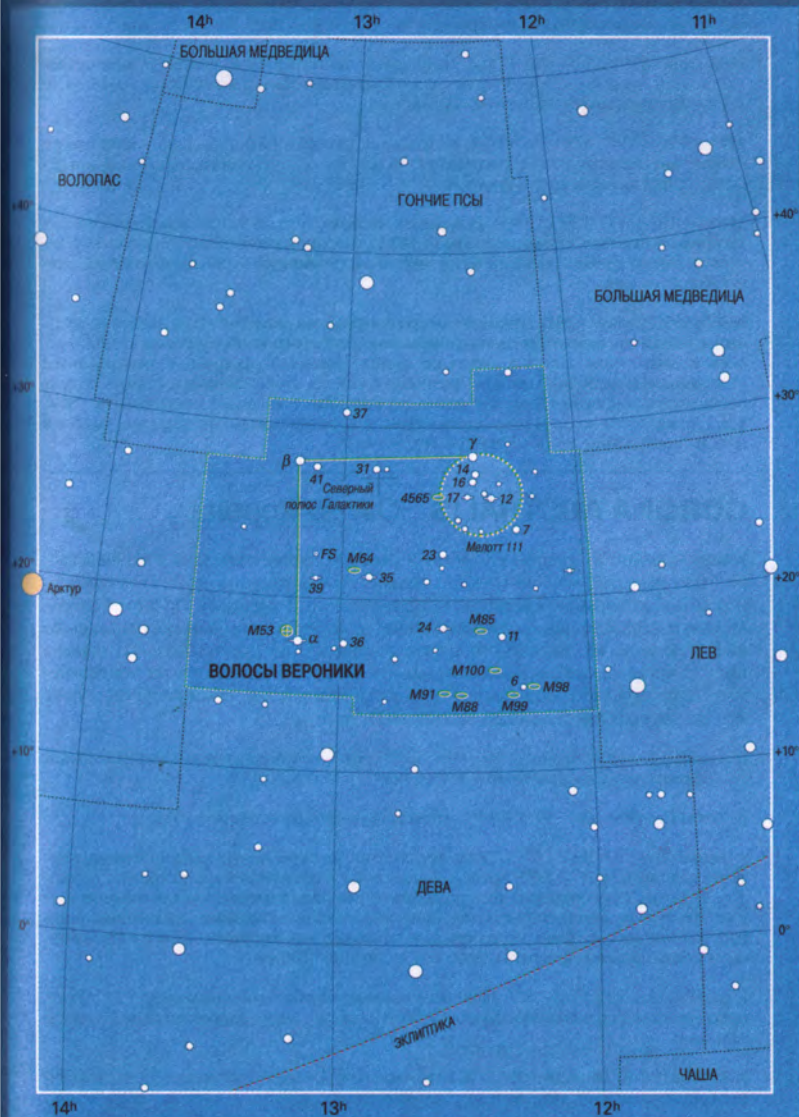 14h 13h 12h 11h
БОЛЬШАЯ МЕДВЕДИЦА
ВОЛОПАС
ГОНЧИЕ ПСЫ
+40° +40°
БОЛЬШАЯ МЕДВЕДИЦА
+30° +30°
37
γ
β
41 31 14
16
Северный
полюс Галактики
4565 17 12
7
Мелотт 111
FS M64 23
+20° +20°
39 35
Арктур
M53 α 36 24 M85 11
ВОЛОСЫ ВЕРОНИКИ
ЛЕВ
M100
6 M98
M91 M88 M99
+10° +10°
ДЕВА
0° 0°
ЭКЛИПТИКА
ЧАША
14h 13h 12h